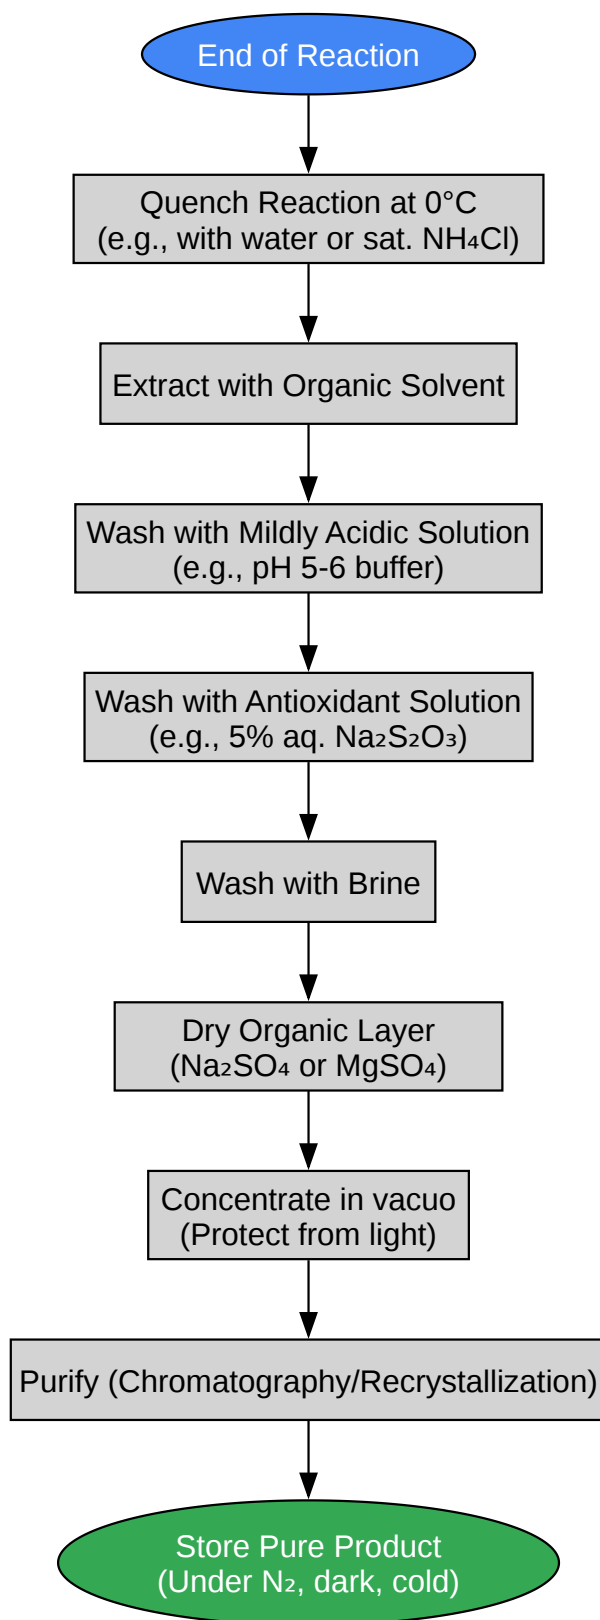 End of Reaction
Quench Reaction at 0°C
(e.g., with water or sat. NH₄Cl)
Extract with Organic Solvent
Wash with Mildly Acidic Solution
(e.g., pH 5-6 buffer)
Wash with Antioxidant Solution
(e.g., 5% aq. Na₂S₂O₃)
Wash with Brine
Dry Organic Layer
(Na₂SO₄ or MgSO₄)
Concentrate in vacuo
(Protect from light)
Purify (Chromatography/Recrystallization)
Store Pure Product
(Under N₂, dark, cold)